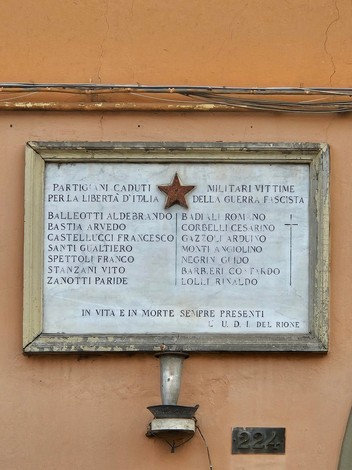 PARTIGIANI CADUTI
PER LA LIBERTÀ D'ITALIA
BALLEOTTI ALDEBRANDO
BASTIA ARVEDO
CASTELLUCCI FRANCESCO
SANTI GUALTIERO
SPETTOLI FRANCO
STANZANI VITO
ZANOTTI PARIDE
MILITARI VITTIME
DELLA GUERRA FASCISTA
BADIALI ROMANO
CORBELLI CESARINO
GAZZOLI ARDUINO
MONTI ANGIOLINO
NEGRINI GUIDO
BARBIERI CORRADO
LOLLI RINALDO
IN VITA E IN MORTE SEMPRE PRESENTI
L' U. D. I. DEL RIONE
224